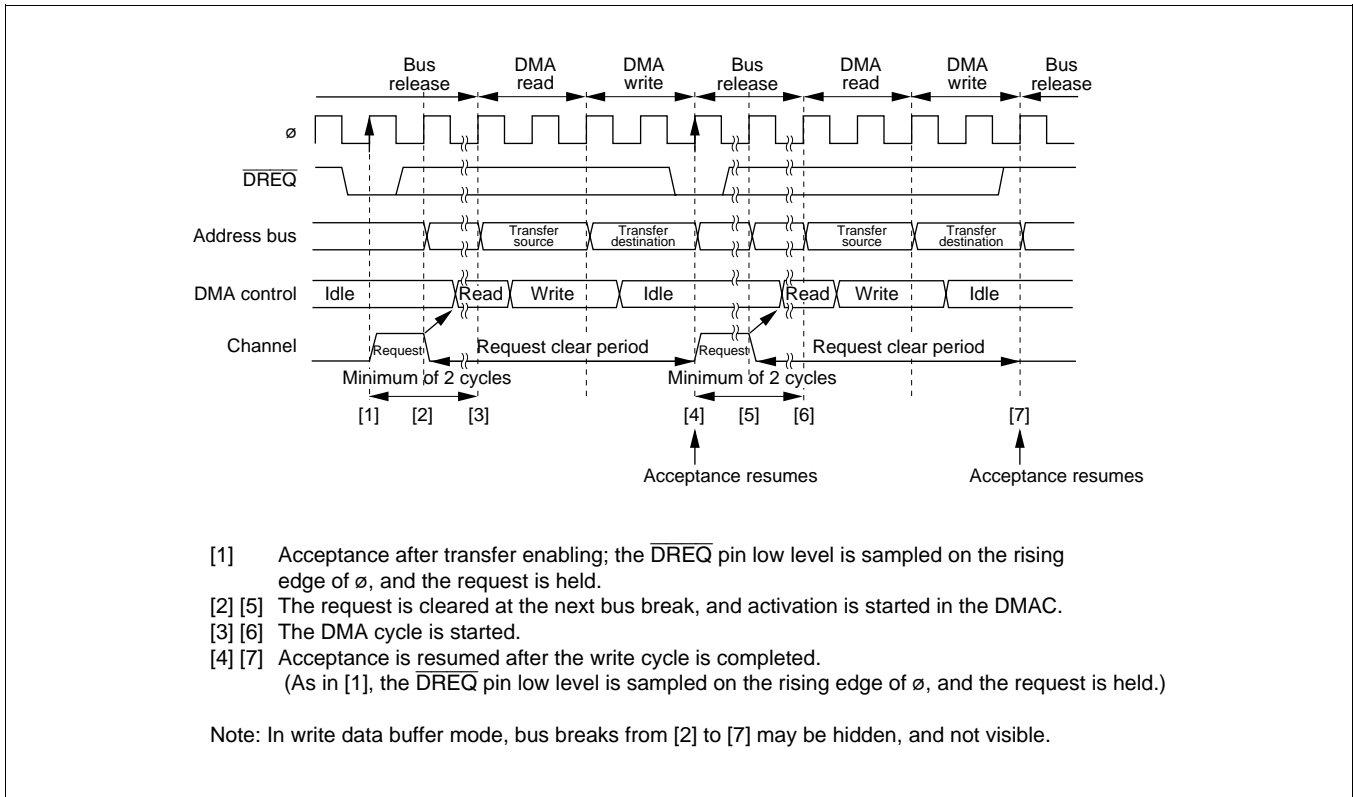 Bus release DMA read DMA write Bus release DMA read DMA write Bus release
ø
DREQ
Address bus Transfer source Transfer destination Transfer source Transfer destination
DMA control Idle Read Write Idle Read Write Idle
Channel Request Request clear period Request Request clear period
Minimum of 2 cycles Minimum of 2 cycles
[1] [2] [3] [4] [5] [6] [7]
Acceptance resumes Acceptance resumes
[1] Acceptance after transfer enabling; the DREQ pin low level is sampled on the rising
edge of ø, and the request is held.
[2] [5] The request is cleared at the next bus break, and activation is started in the DMAC.
[3] [6] The DMA cycle is started.
[4] [7] Acceptance is resumed after the write cycle is completed.
(As in [1], the DREQ pin low level is sampled on the rising edge of ø, and the request is held.)
Note: In write data buffer mode, bus breaks from [2] to [7] may be hidden, and not visible.